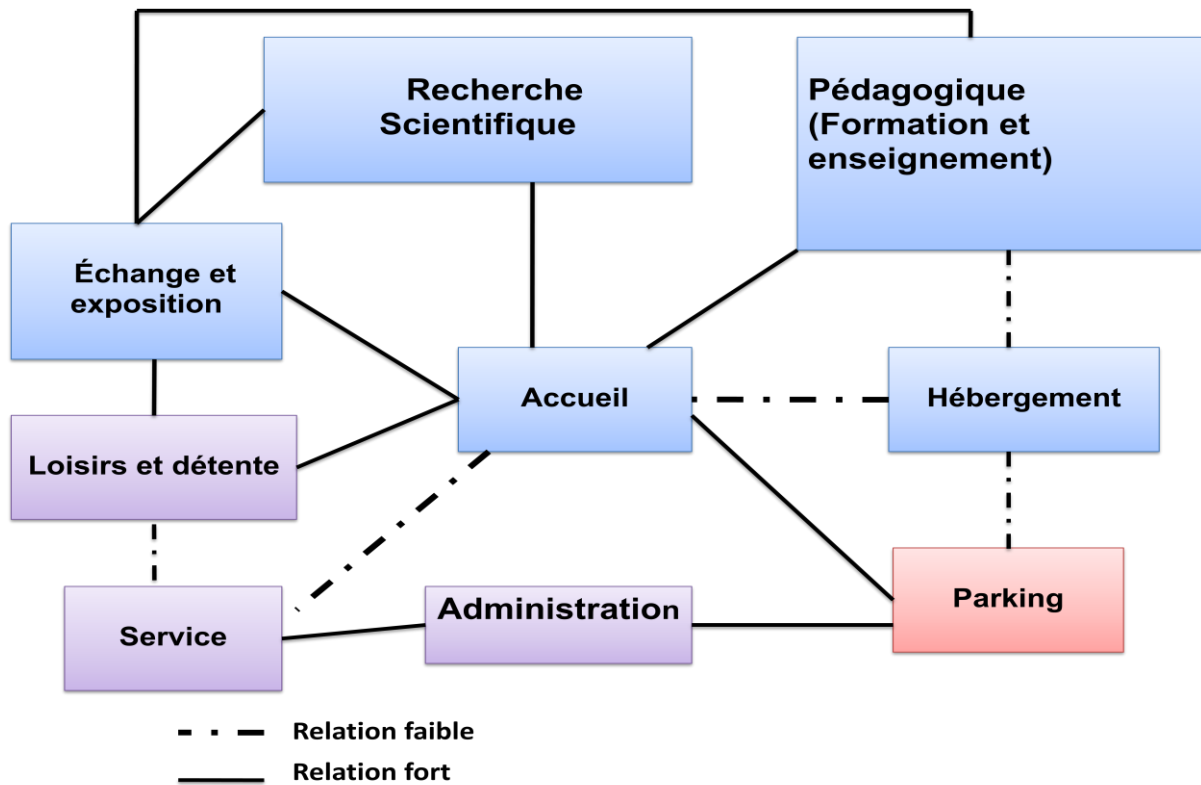 Recherche
Scientifique
Pédagogique
(Formation et
enseignement)
Échange et
exposition
Accueil
Hébergement
Loisirs et détente
Service
Administration
Parking
Relation faible
Relation fort